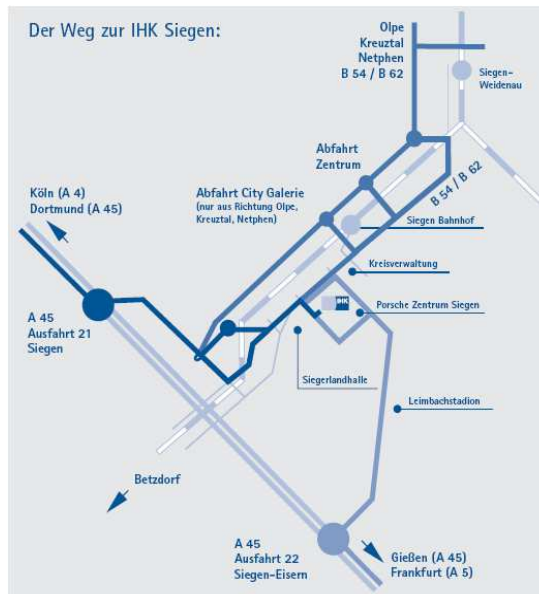 Der Weg zur IHK Siegen:
Olpe
Kreuztal
Netphen
B 54 / B 62
Siegen-
Weidenau
Abfahrt
Zentrum
B 54 / B 62
Köln (A 4)
Dortmund (A 45)
Abfahrt City Galerie
(nur aus Richtung Olpe,
Kreuztal, Netphen)
Siegen Bahnhof
Kreisverwaltung
IHK
Porsche Zentrum Siegen
A 45
Ausfahrt 21
Siegen
Siegerlandhalle
Leimbachstadion
Betzdorf
A 45
Ausfahrt 22
Siegen-Eisern
Gießen (A 45)
Frankfurt (A 5)